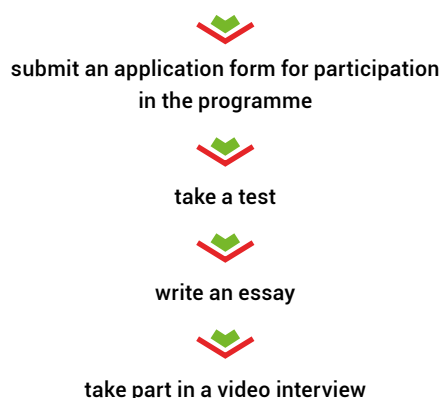 submit an application form for participation
in the programme
take a test
write an essay
take part in a video interview